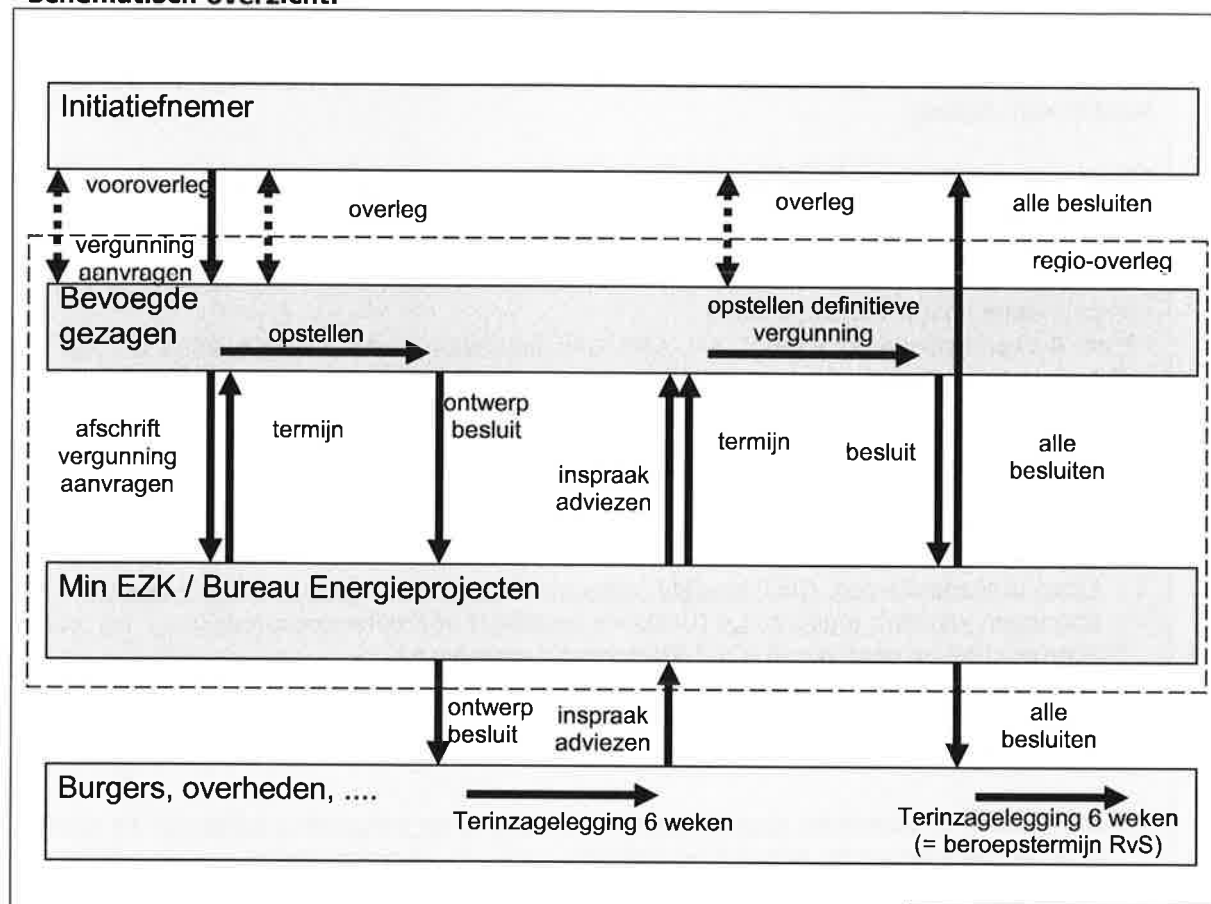 Schematisch overzicht:
Initiatiefnemer
vooroverleg
overleg
overleg
alle besluiten
vergunning
aanvragen
regio-overleg
Bevoegde
gezagen
opstellen
opstellen definitieve
vergunning
afschrift
vergunning
aanvragen
termijn
ontwerp
besluit
inspraak
adviezen
termijn
besluit
alle
besluiten
Min EZK / Bureau Energieprojecten
ontwerp
besluit
inspraak
adviezen
alle
besluiten
Burgers, overheden, ....
Terinzagelegging 6 weken
Terinzagelegging 6 weken
(= beroepstermijn RvS)